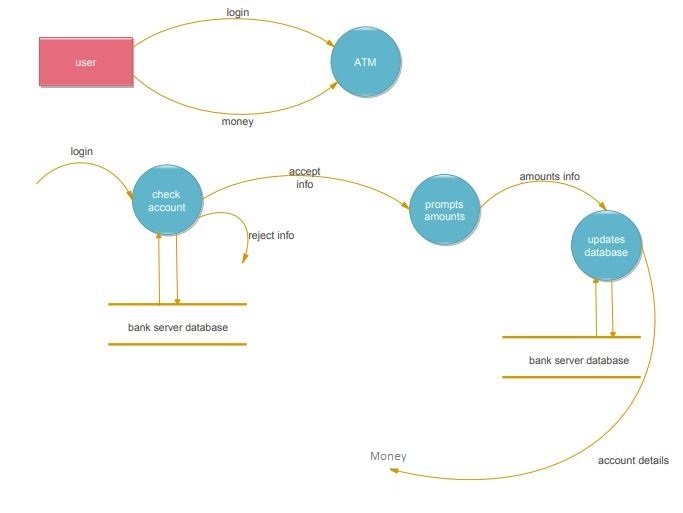 login
user
ATM
money
login
check
account
accept
info
reject info
prompts
amounts
amounts info
updates
database
bank server database
bank server database
Money
account details